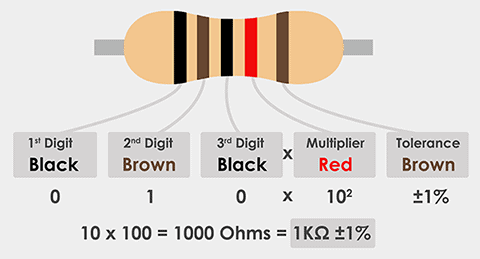 1st Digit 2nd Digit 3rd Digit Multiplier Tolerance
Black Brown Black x Red Brown
0 1 0 x 10² ±1%
10 x 100 = 1000 Ohms = 1KΩ ±1%